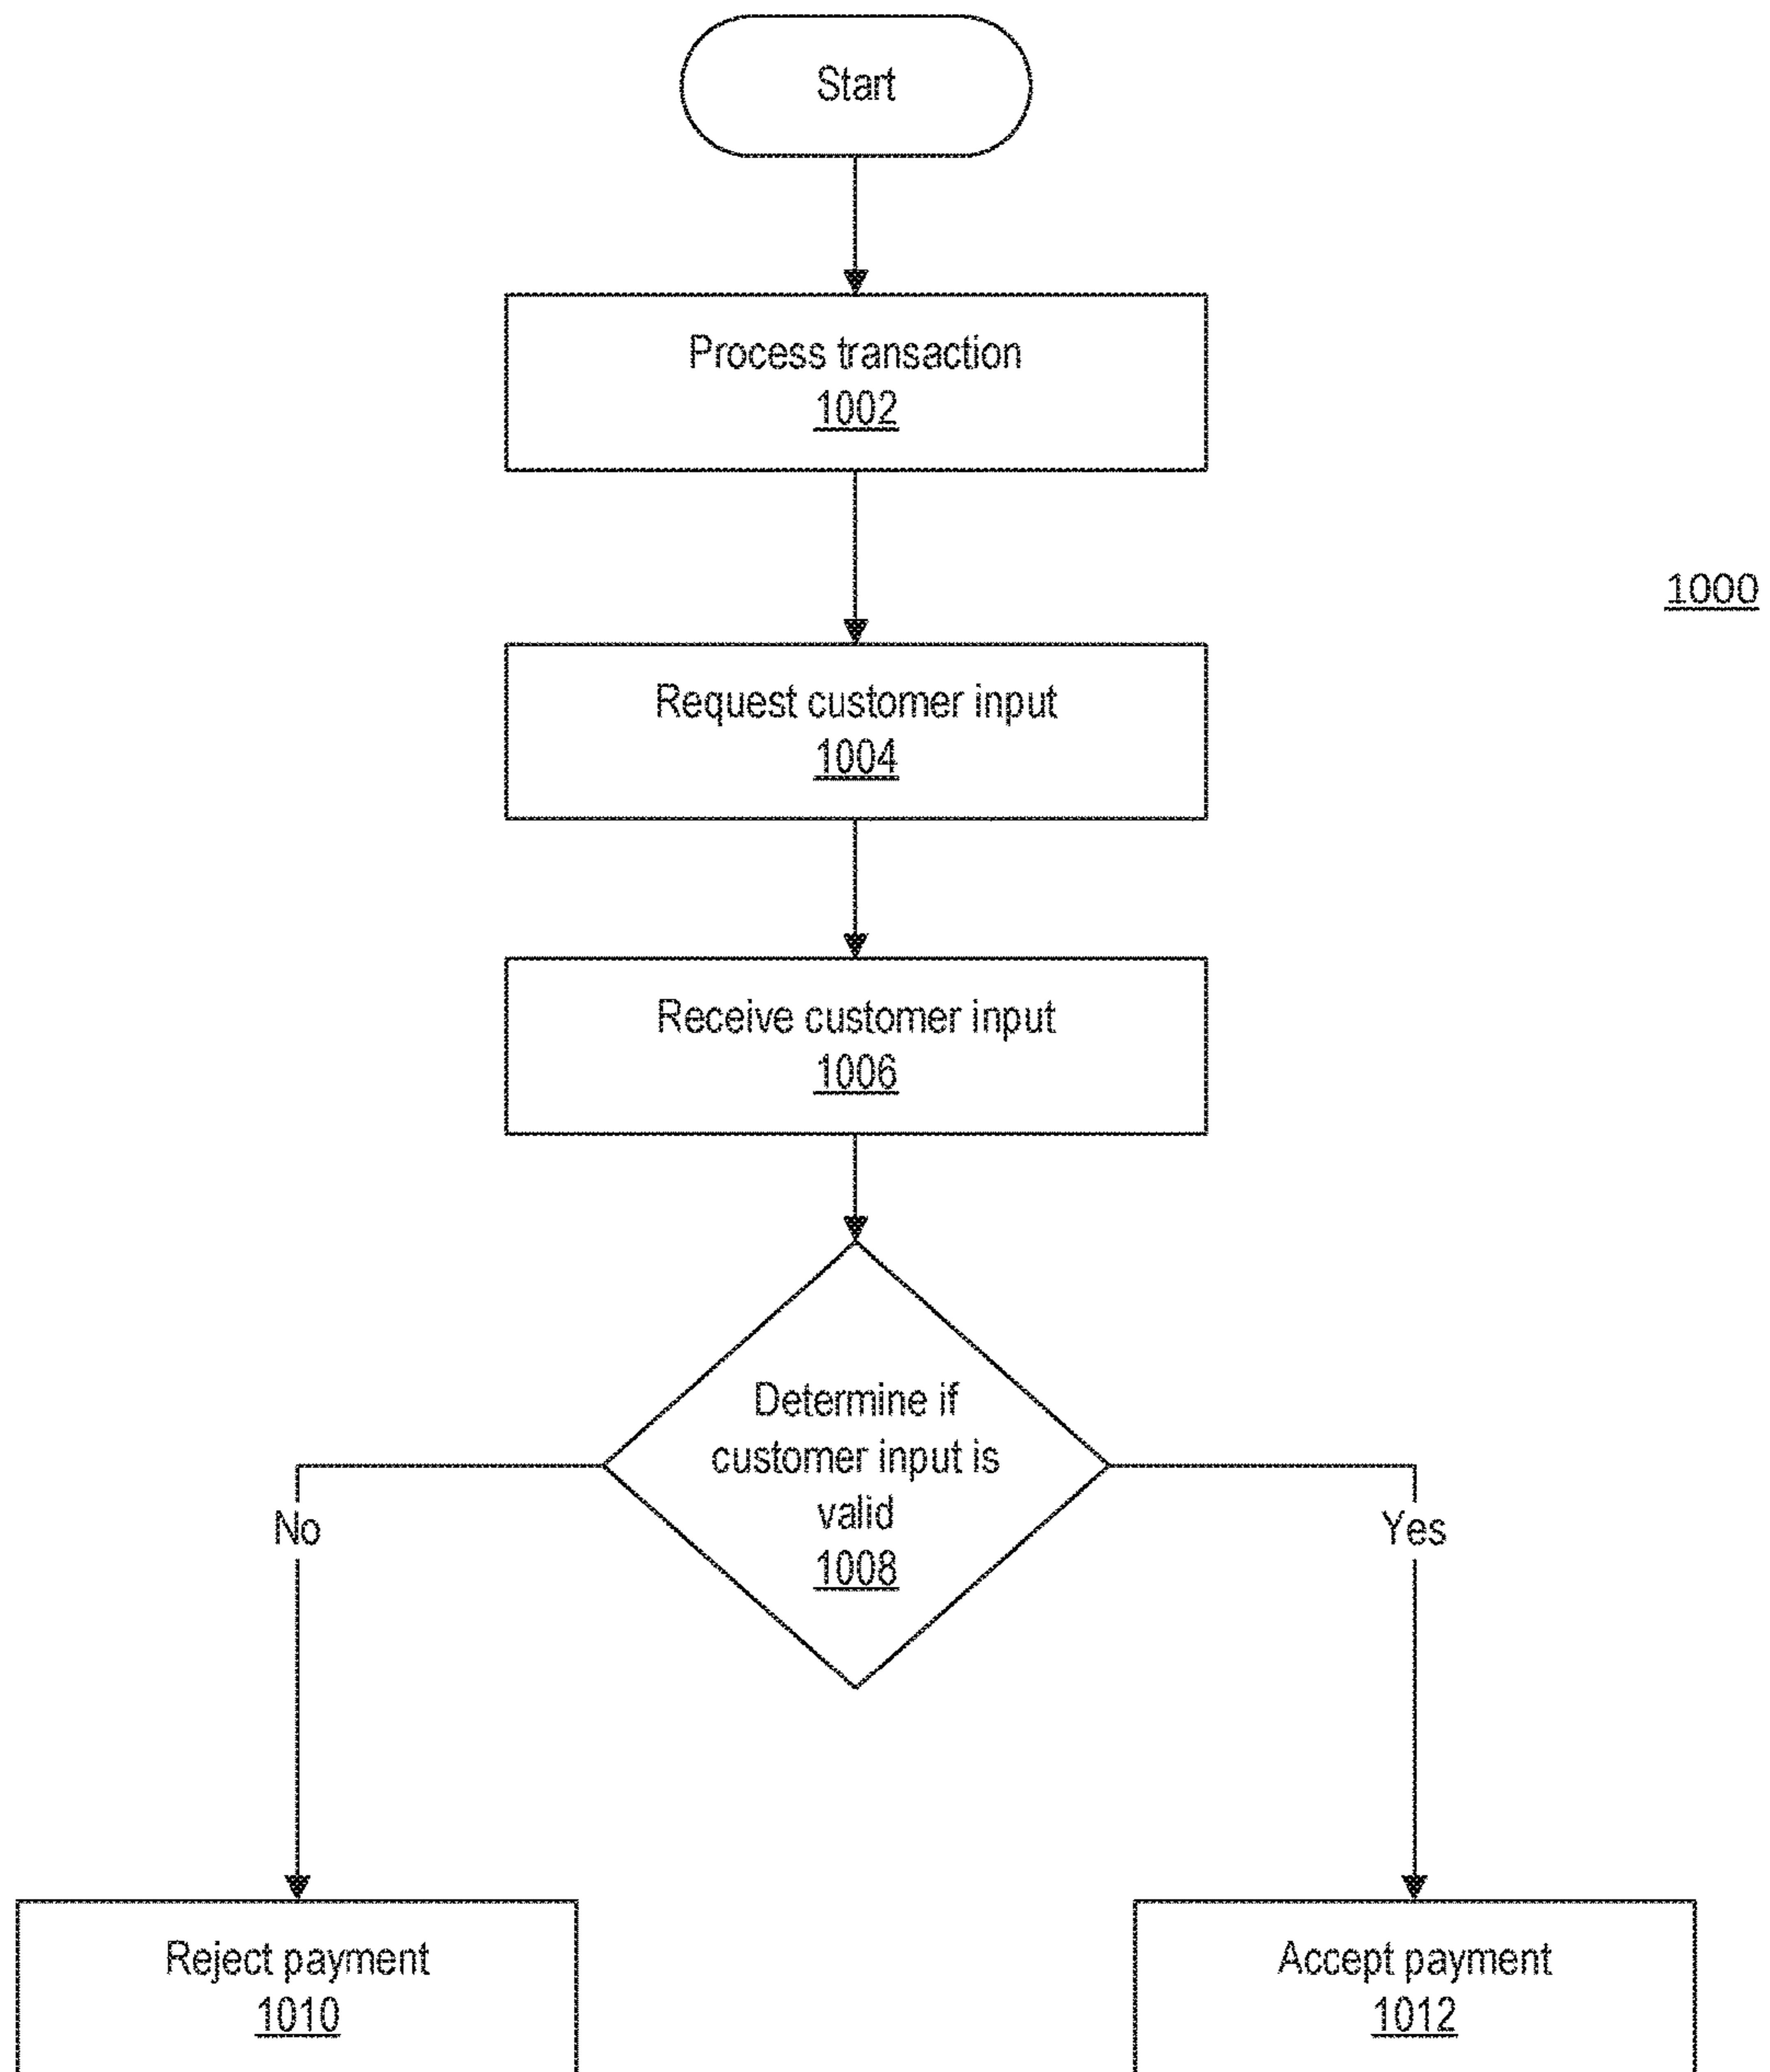 Start
Process transaction
1002
1000
Request customer input
1004
Receive customer input
1006
Determine if
customer input is
valid
1008
No
Yes
Reject payment
1010
Accept payment
1012